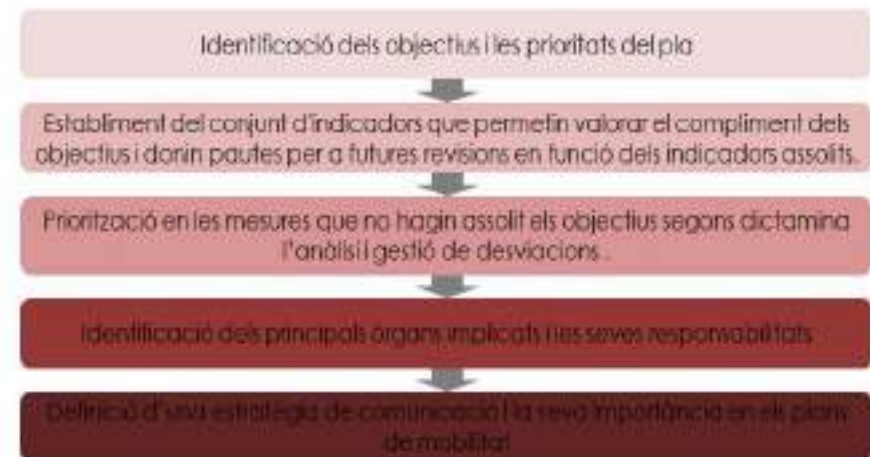 Identificació dels objectius i les prioritats del pla
Establiment del conjunt d'indicadors que permetin valorar el compliment dels
objectius i donin pautes per a futures revisions en funció dels indicadors assolits.
Priorització en les mesures que no hagin assolit els objectius segons dictamina
l'anàlisi i gestió de desviacions .
Identificació dels principals òrgans implicats i les seves responsabilitats
Definició d'una estratègia de comunicació i la seva importància en els plans
de mobilitat